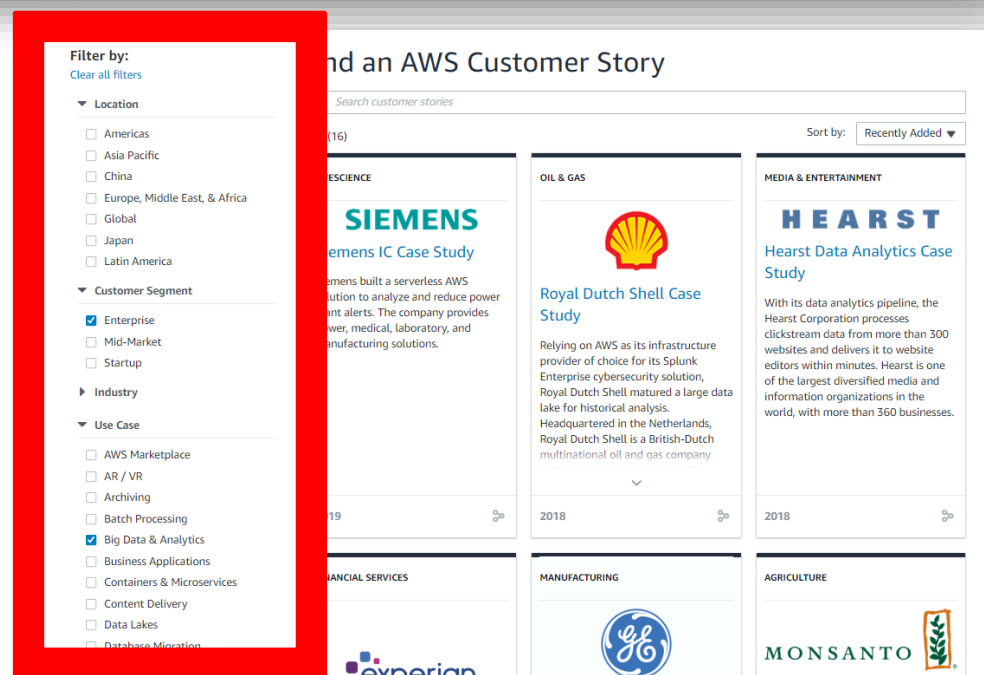 Filter by:
Clear all filters
Location
Americas
Asia Pacific
China
Europe, Middle East, & Africa
Global
Japan
Latin America
Customer Segment
Enterprise
Mid-Market
Startup
Industry
Use Case
AWS Marketplace
AR / VR
Archiving
Batch Processing
Big Data & Analytics
Business Applications
Containers & Microservices
Content Delivery
Data Lakes
Database Migration
nd an AWS Customer Story
Search customer stories
(16)
Sort by:
Recently Added
ESCIENCE
SIEMENS
emens IC Case Study
emens built a serverless AWS
lution to analyze and reduce power
ant alerts. The company provides
wer, medical, laboratory, and
anufacturing solutions.
19
OIL & GAS
Royal Dutch Shell Case
Study
Relying on AWS as its infrastructure
provider of choice for its Splunk
Enterprise cybersecurity solution,
Royal Dutch Shell matured a large data
lake for historical analysis.
Headquartered in the Netherlands,
Royal Dutch Shell is a British-Dutch
multinational oil and gas company
2018
MEDIA & ENTERTAINMENT
HEARST
Hearst Data Analytics Case
Study
With its data analytics pipeline, the
Hearst Corporation processes
clickstream data from more than 300
websites and delivers it to website
editors within minutes. Hearst is one
of the largest diversified media and
information organizations in the
world, with more than 360 businesses.
2018
NANCIAL SERVICES
experian
MANUFACTURING
GE
AGRICULTURE
MONSANTO